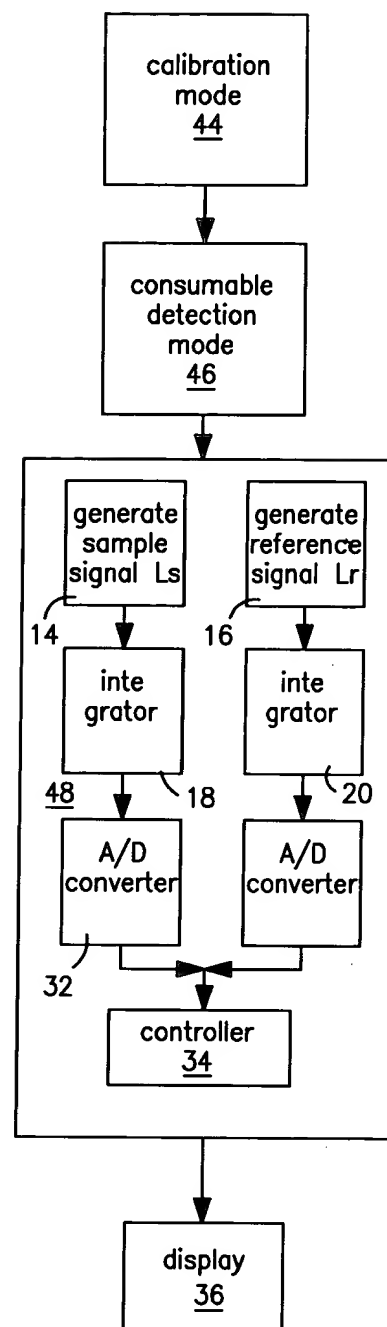 calibration
mode
44
consumable
detection
mode
46
generate
sample
signal Ls
14
generate
reference
signal Lr
16
inte
grator
18
inte
grator
20
48
A/D
converter
32
A/D
converter
controller
34
display
36